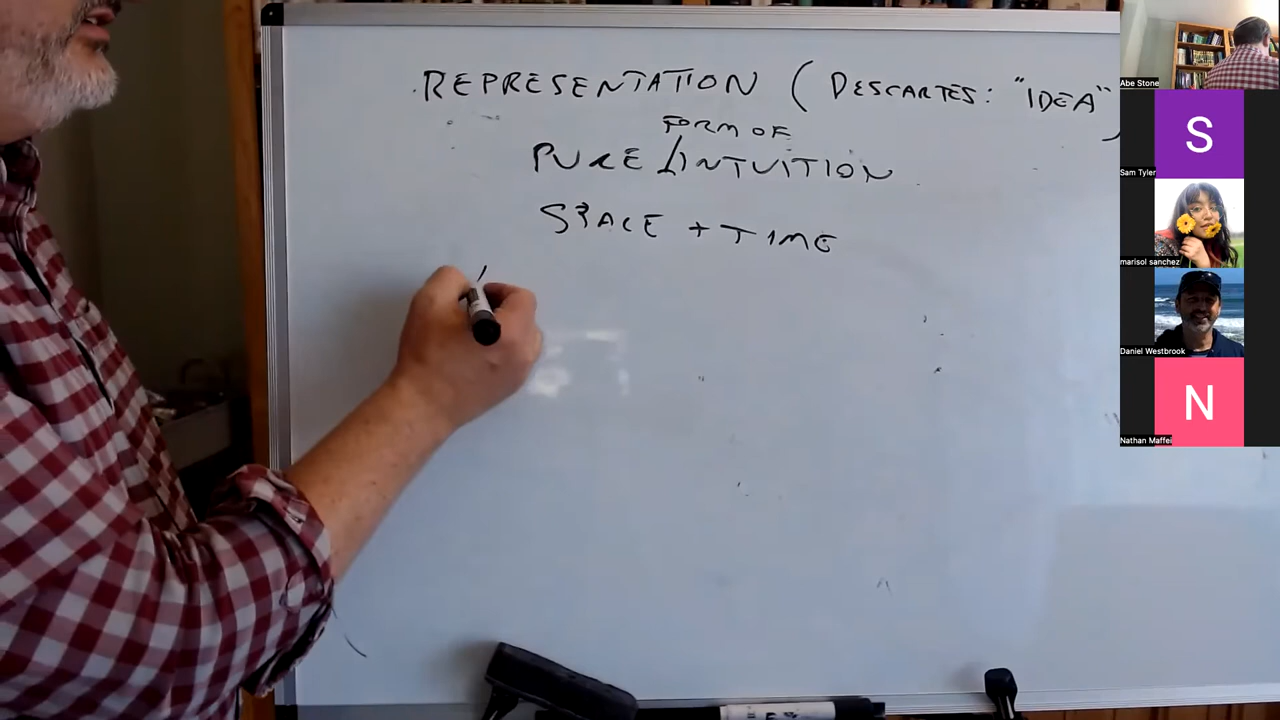 REPRESENTATION (DESCARTES: "IDEA")
FORM OF
PURE INTUITION
SPACE + TIME
Abe Stone
S
Sam Tyler
marisol sanchez
Daniel Westbrook
N
Nathan Maffei